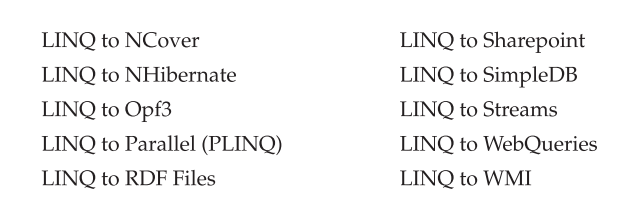 LINQ to NCover
LINQ to NHibernate
LINQ to Opf3
LINQ to Parallel (PLINQ)
LINQ to RDF Files
LINQ to Sharepoint
LINQ to SimpleDB
LINQ to Streams
LINQ to WebQueries
LINQ to WMI